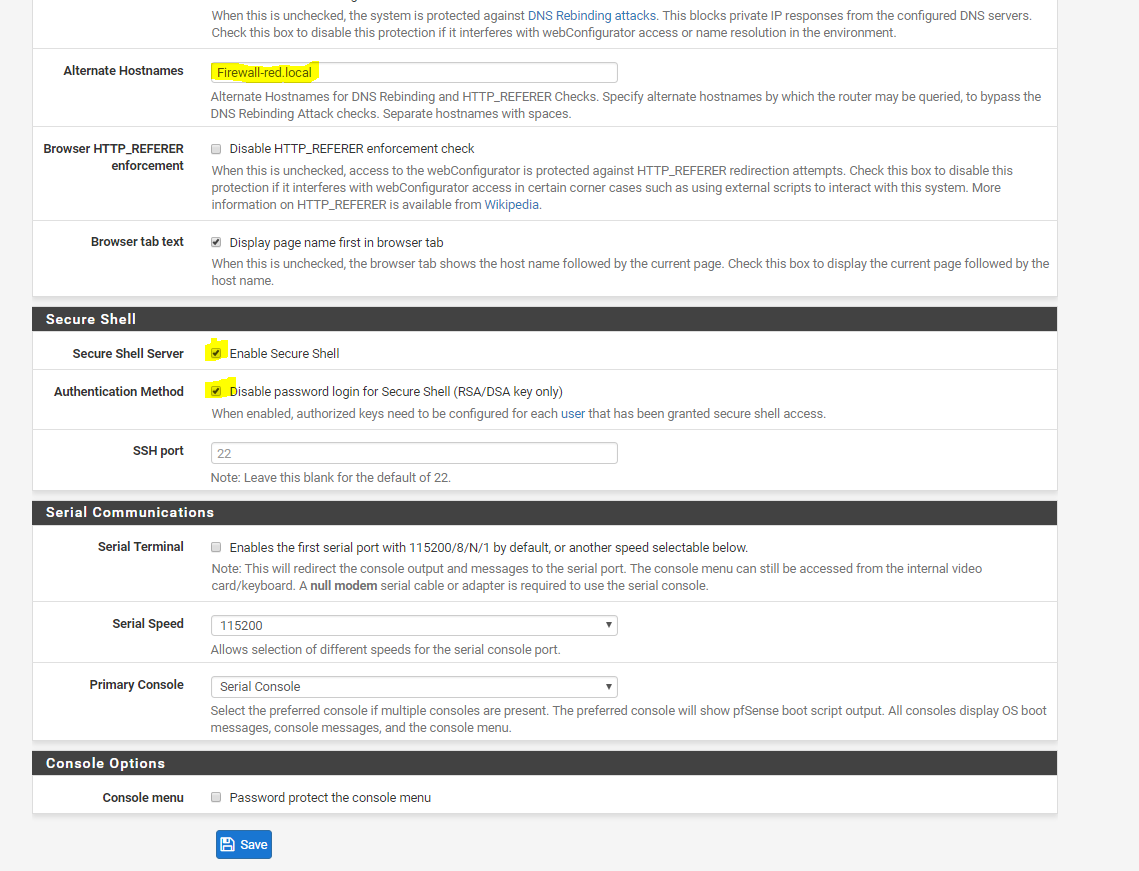 When this is unchecked, the system is protected against DNS Rebinding attacks. This blocks private IP responses from the configured DNS servers.
Check this box to disable this protection if it interferes with webConfigurator access or name resolution in the environment.
Alternate Hostnames
Firewall-red.local
Alternate Hostnames for DNS Rebinding and HTTP_REFERER Checks. Specify alternate hostnames by which the router may be queried, to bypass the
DNS Rebinding Attack checks. Separate hostnames with spaces.
Browser HTTP_REFERER
enforcement
Disable HTTP_REFERER enforcement check
When this is unchecked, access to the webConfigurator is protected against HTTP_REFERER redirection attempts. Check this box to disable this
protection if it interferes with webConfigurator access in certain corner cases such as using external scripts to interact with this system. More
information on HTTP_REFERER is available from Wikipedia.
Browser tab text
Display page name first in browser tab
When this is unchecked, the browser tab shows the host name followed by the current page. Check this box to display the current page followed by the
host name.
Secure Shell
Secure Shell Server
Enable Secure Shell
Authentication Method
Disable password login for Secure Shell (RSA/DSA key only)
When enabled, authorized keys need to be configured for each user that has been granted secure shell access.
SSH port
22
Note: Leave this blank for the default of 22.
Serial Communications
Serial Terminal
Enables the first serial port with 115200/8/N/1 by default, or another speed selectable below.
Note: This will redirect the console output and messages to the serial port. The console menu can still be accessed from the internal video
card/keyboard. A null modem serial cable or adapter is required to use the serial console.
Serial Speed
115200
Allows selection of different speeds for the serial console port.
Primary Console
Serial Console
Select the preferred console if multiple consoles are present. The preferred console will show pfSense boot script output. All consoles display OS boot
messages, console messages, and the console menu.
Console Options
Console menu
Password protect the console menu
Save